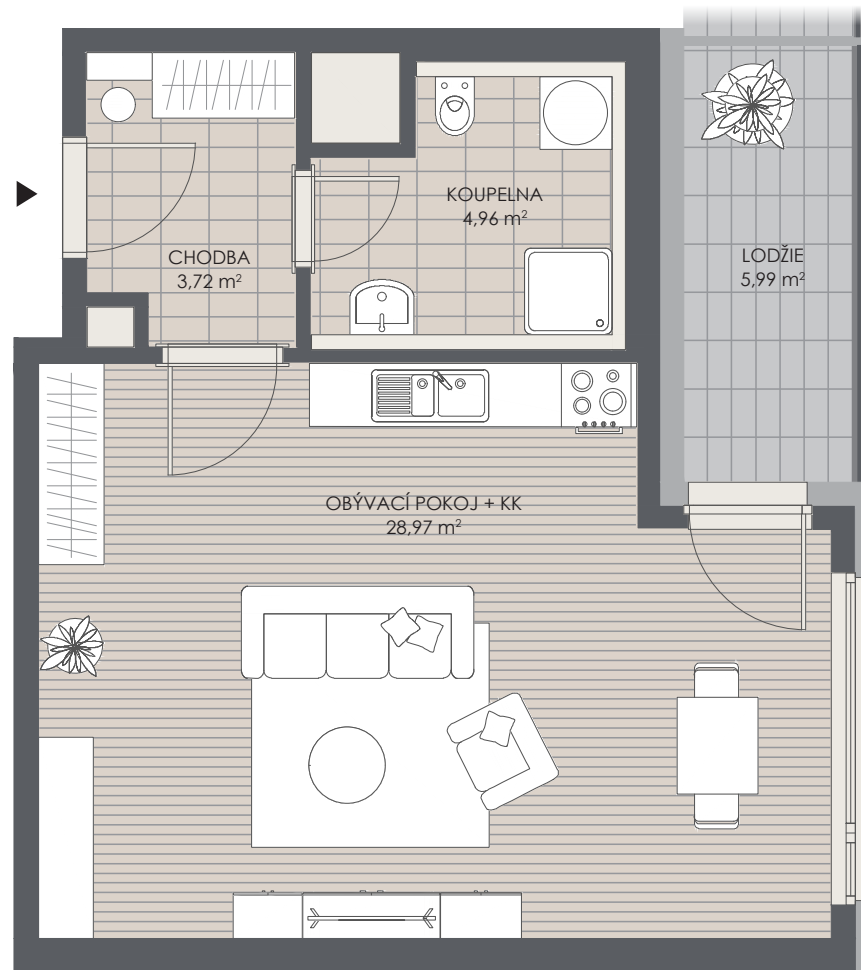 KOUPELNA
4,96 m²
CHODBA
3,72 m²
LODŽIE
5,99 m²
OBÝVACÍ POKOJ + KK
28,97 m²